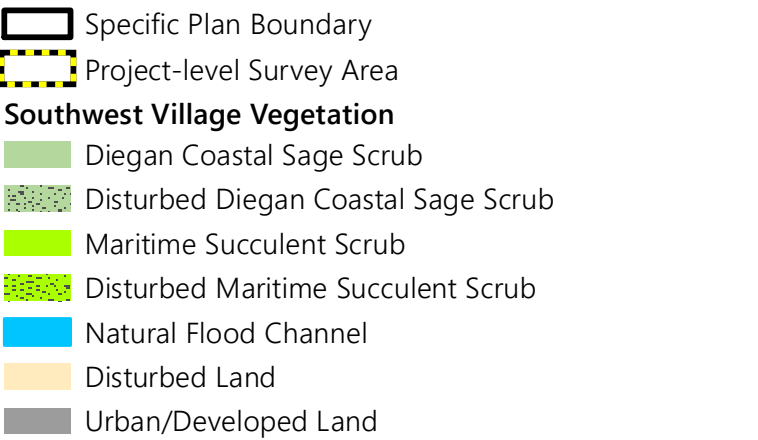 Specific Plan Boundary
Project-level Survey Area
Southwest Village Vegetation
Diegan Coastal Sage Scrub
Disturbed Diegan Coastal Sage Scrub
Maritime Succulent Scrub
Disturbed Maritime Succulent Scrub
Natural Flood Channel
Disturbed Land
Urban/Developed Land